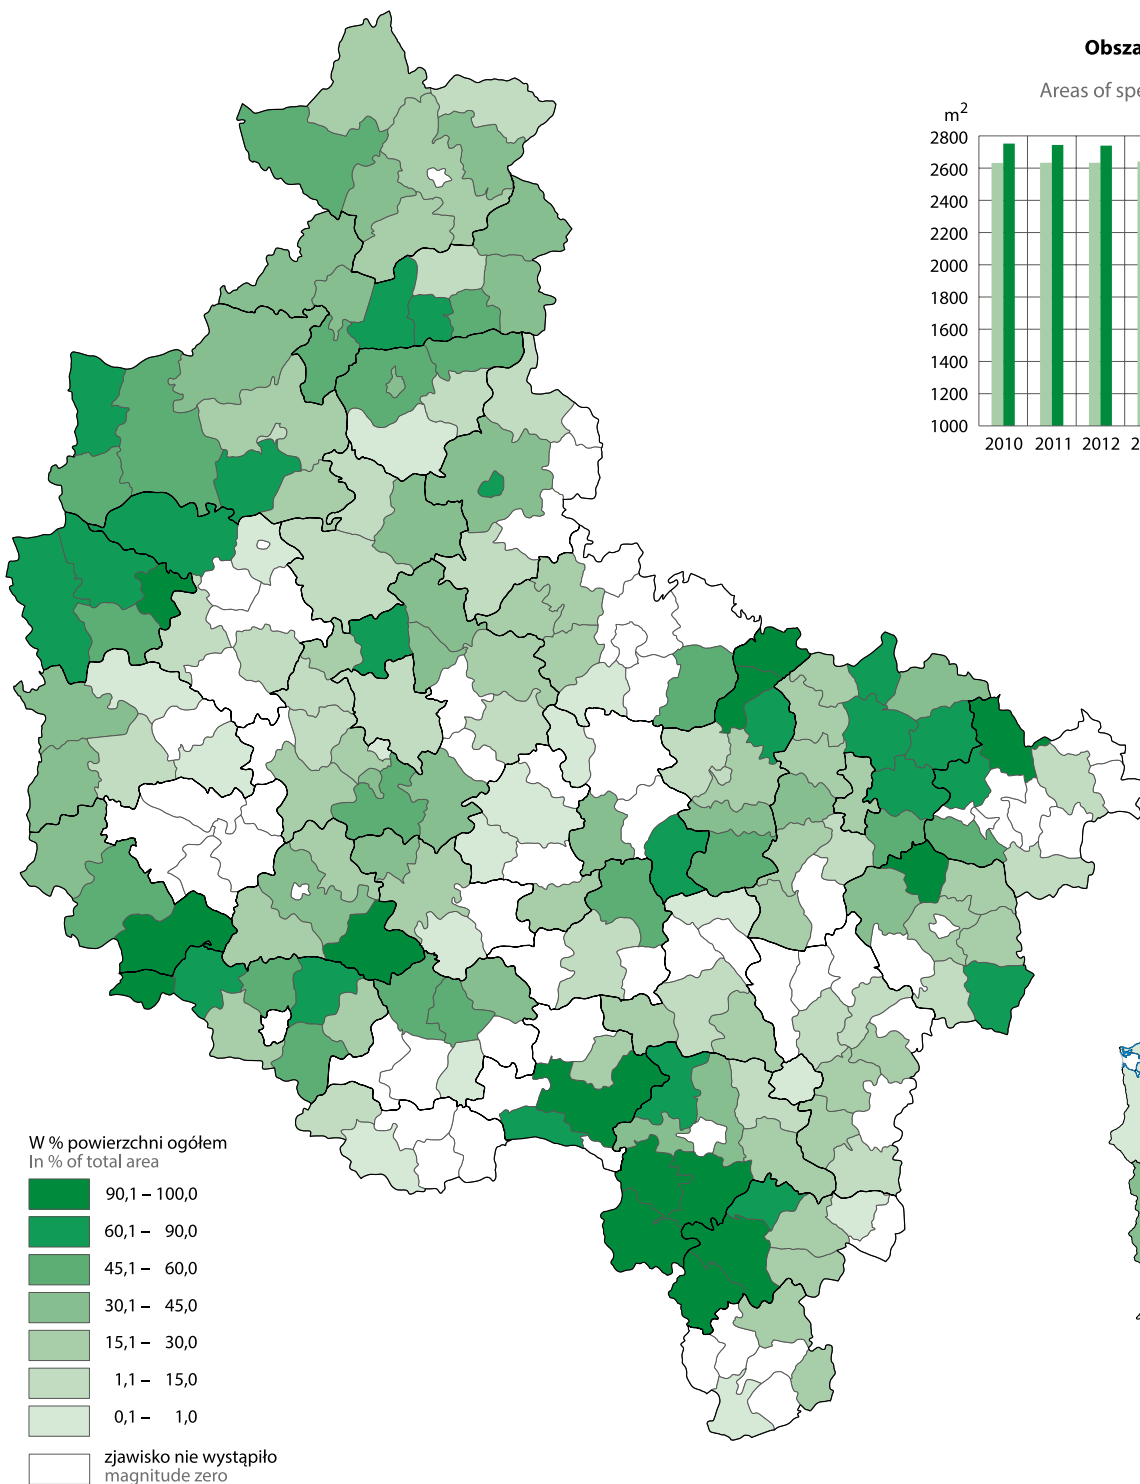 Obsza
Areas of spe
m²
2800
2600
2400
2200
2000
1800
1600
1400
1200
1000
2010 2011 2012 2
W % powierzchni ogółem
In % of total area
90,1 – 100,0
60,1 – 90,0
45,1 – 60,0
30,1 – 45,0
15,1 – 30,0
1,1 – 15,0
0,1 – 1,0
zjawisko nie wystąpiło
magnitude zero